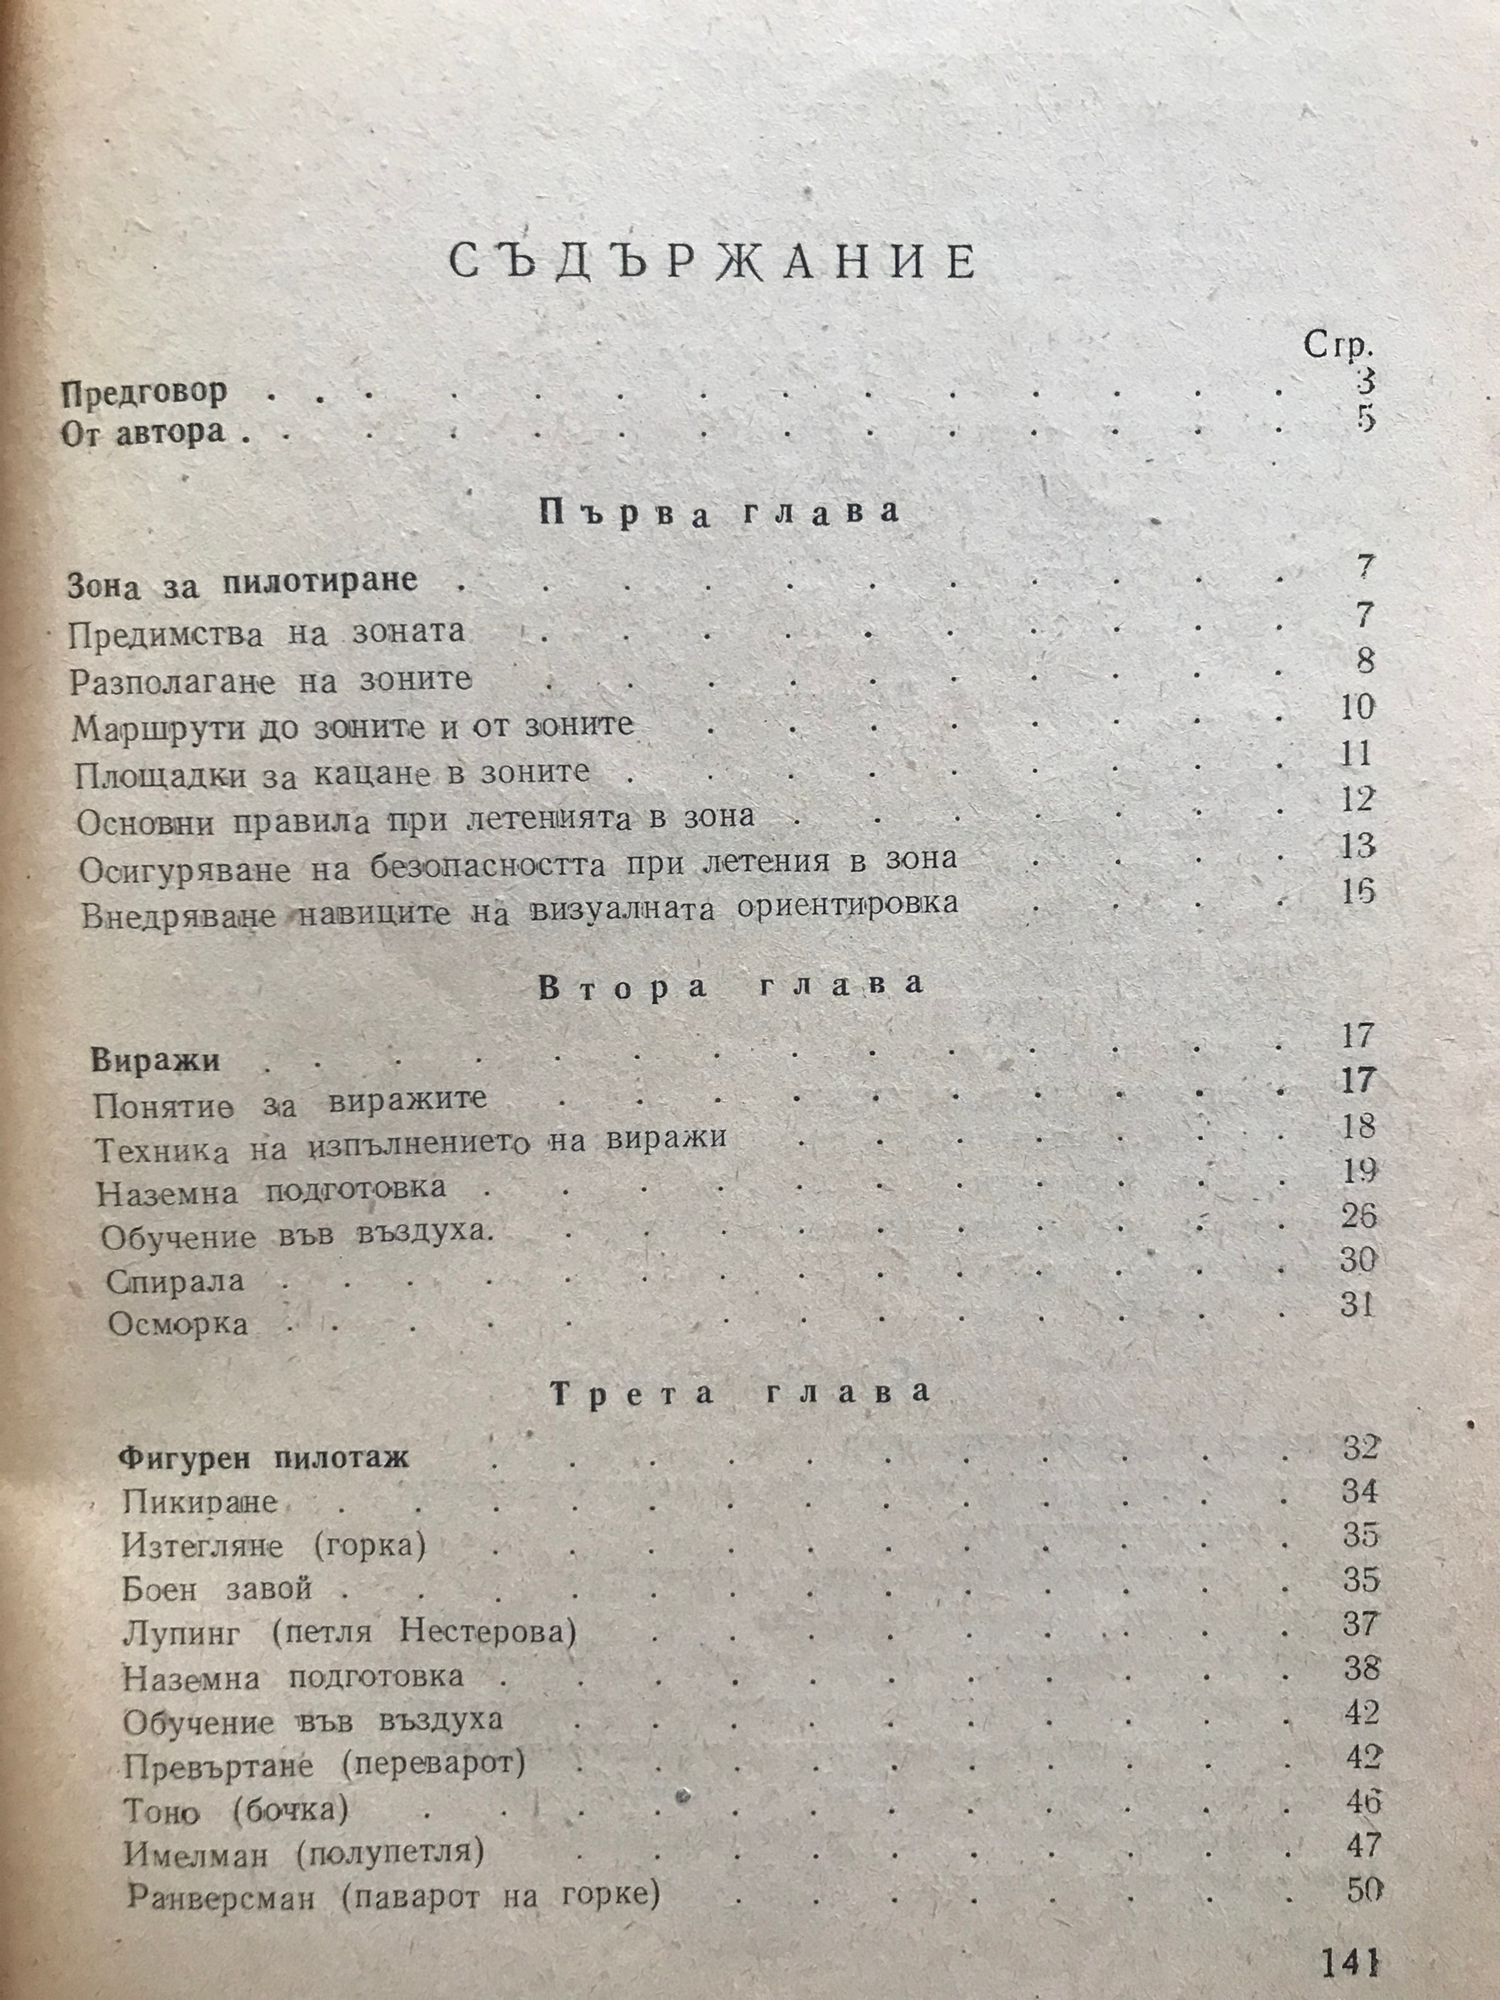 СЪДЪРЖАНИЕ
Стр.
Предговор . . . . . . . . . . . . . . 3
От автора . . . . . . . . . . . . . . 5
Първа глава
Зона за пилотиране . . . . . . . . . . . 7
Предимства на зоната . . . . . . . . . . 7
Разполагане на зоните . . . . . . . . . . 8
Маршрути до зоните и от зоните . . . . . . . . 10
Площадки за кацане в зоните . . . . . . . . . 11
Основни правила при летенията в зона . . . . . . . 12
Осигуряване на безопасността при летения в зона . . . . 13
Внедряване навиците на визуалната ориентировка . . . . 16
Втора глава
Виражи . . . . . . . . . . . . . . 17
Понятие за виражите . . . . . . . . . . 17
Техника на изпълнението на виражи . . . . . . . 18
Наземна подготовка . . . . . . . . . . . 19
Обучение във въздуха. . . . . . . . . . . 26
Спирала . . . . . . . . . . . . . . 30
Осморка . . . . . . . . . . . . . 31
Трета глава
Фигурен пилотаж . . . . . . . . . . . 32
Пикиране . . . . . . . . . . . . . 34
Изтегляне (горка) . . . . . . . . . . . 35
Боен завой . . . . . . . . . . . . . 35
Лупинг (петля Нестерова) . . . . . . . . . 37
Наземна подготовка . . . . . . . . . . . 38
Обучение във въздуха . . . . . . . . . . 42
Превъртане (переварот) . . . . . . . . . . 42
Тоно (бочка) . . . . . . . . . . . . 46
Имелман (полупетля) . . . . . . . . . . 47
Ранверсман (паварот на горке) . . . . . . . . 50
141